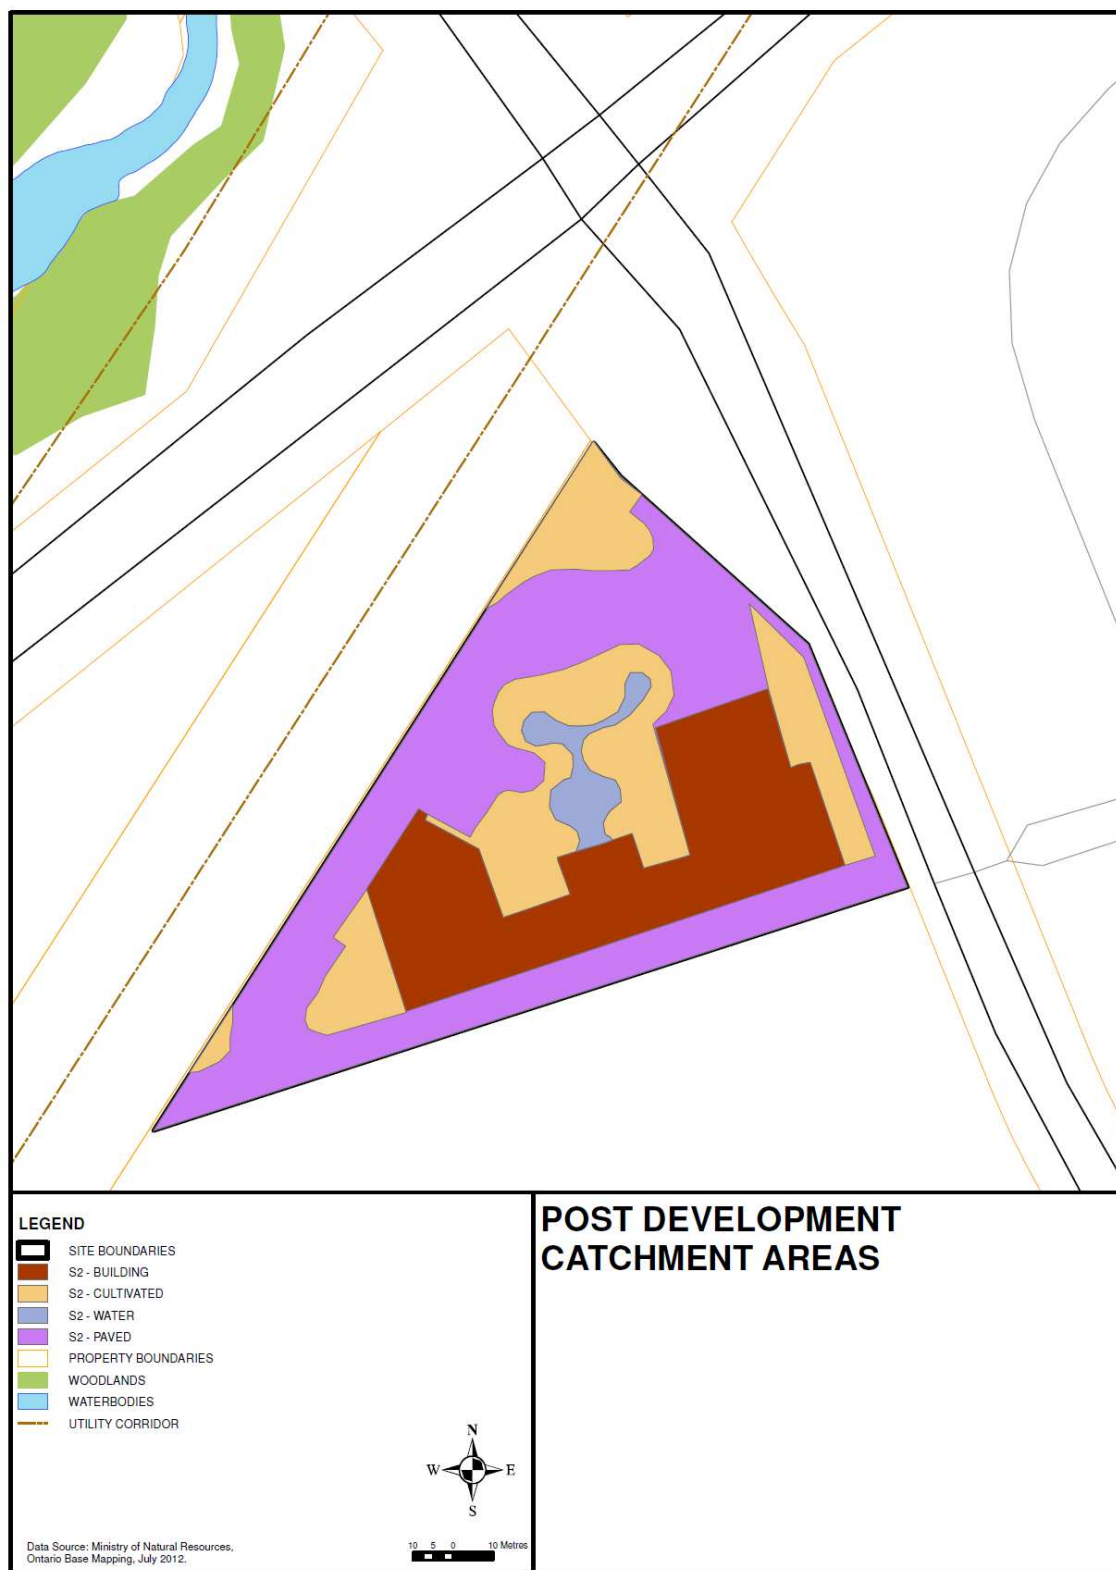 LEGEND
SITE BOUNDARIES
S2 - BUILDING
S2 - CULTIVATED
S2 - WATER
S2 - PAVED
PROPERTY BOUNDARIES
WOODLANDS
WATERBODIES
UTILITY CORRIDOR
N
W E
S
Data Source: Ministry of Natural Resources,
Ontario Base Mapping, July 2012.
10 5 0 10 Metres
POST DEVELOPMENT
CATCHMENT AREAS